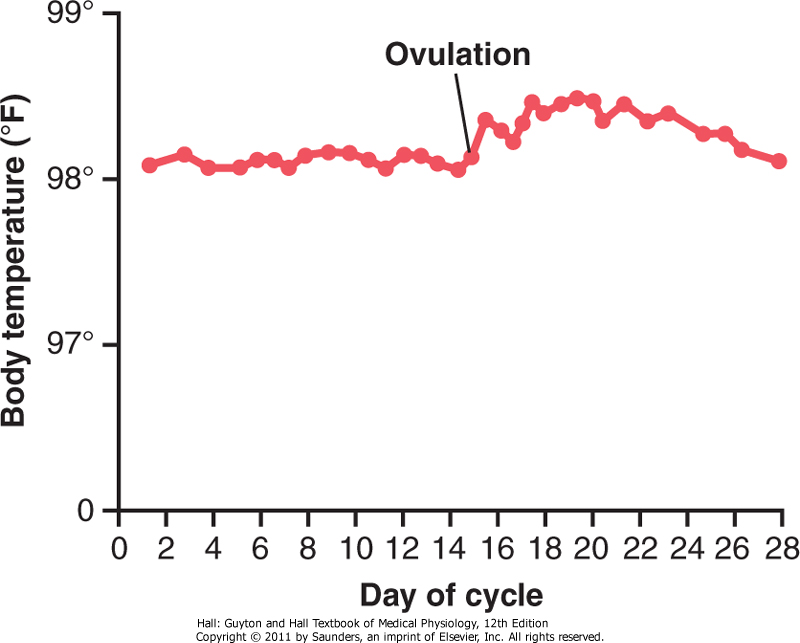 99°
Ovulation
98°
97°
0
Body temperature (°F)
0 2 4 6 8 10 12 14 16 18 20 22 24 26 28
Day of cycle
Hall: Guyton and Hall Textbook of Medical Physiology, 12th Edition
Copyright © 2011 by Saunders, an imprint of Elsevier, Inc. All rights reserved.